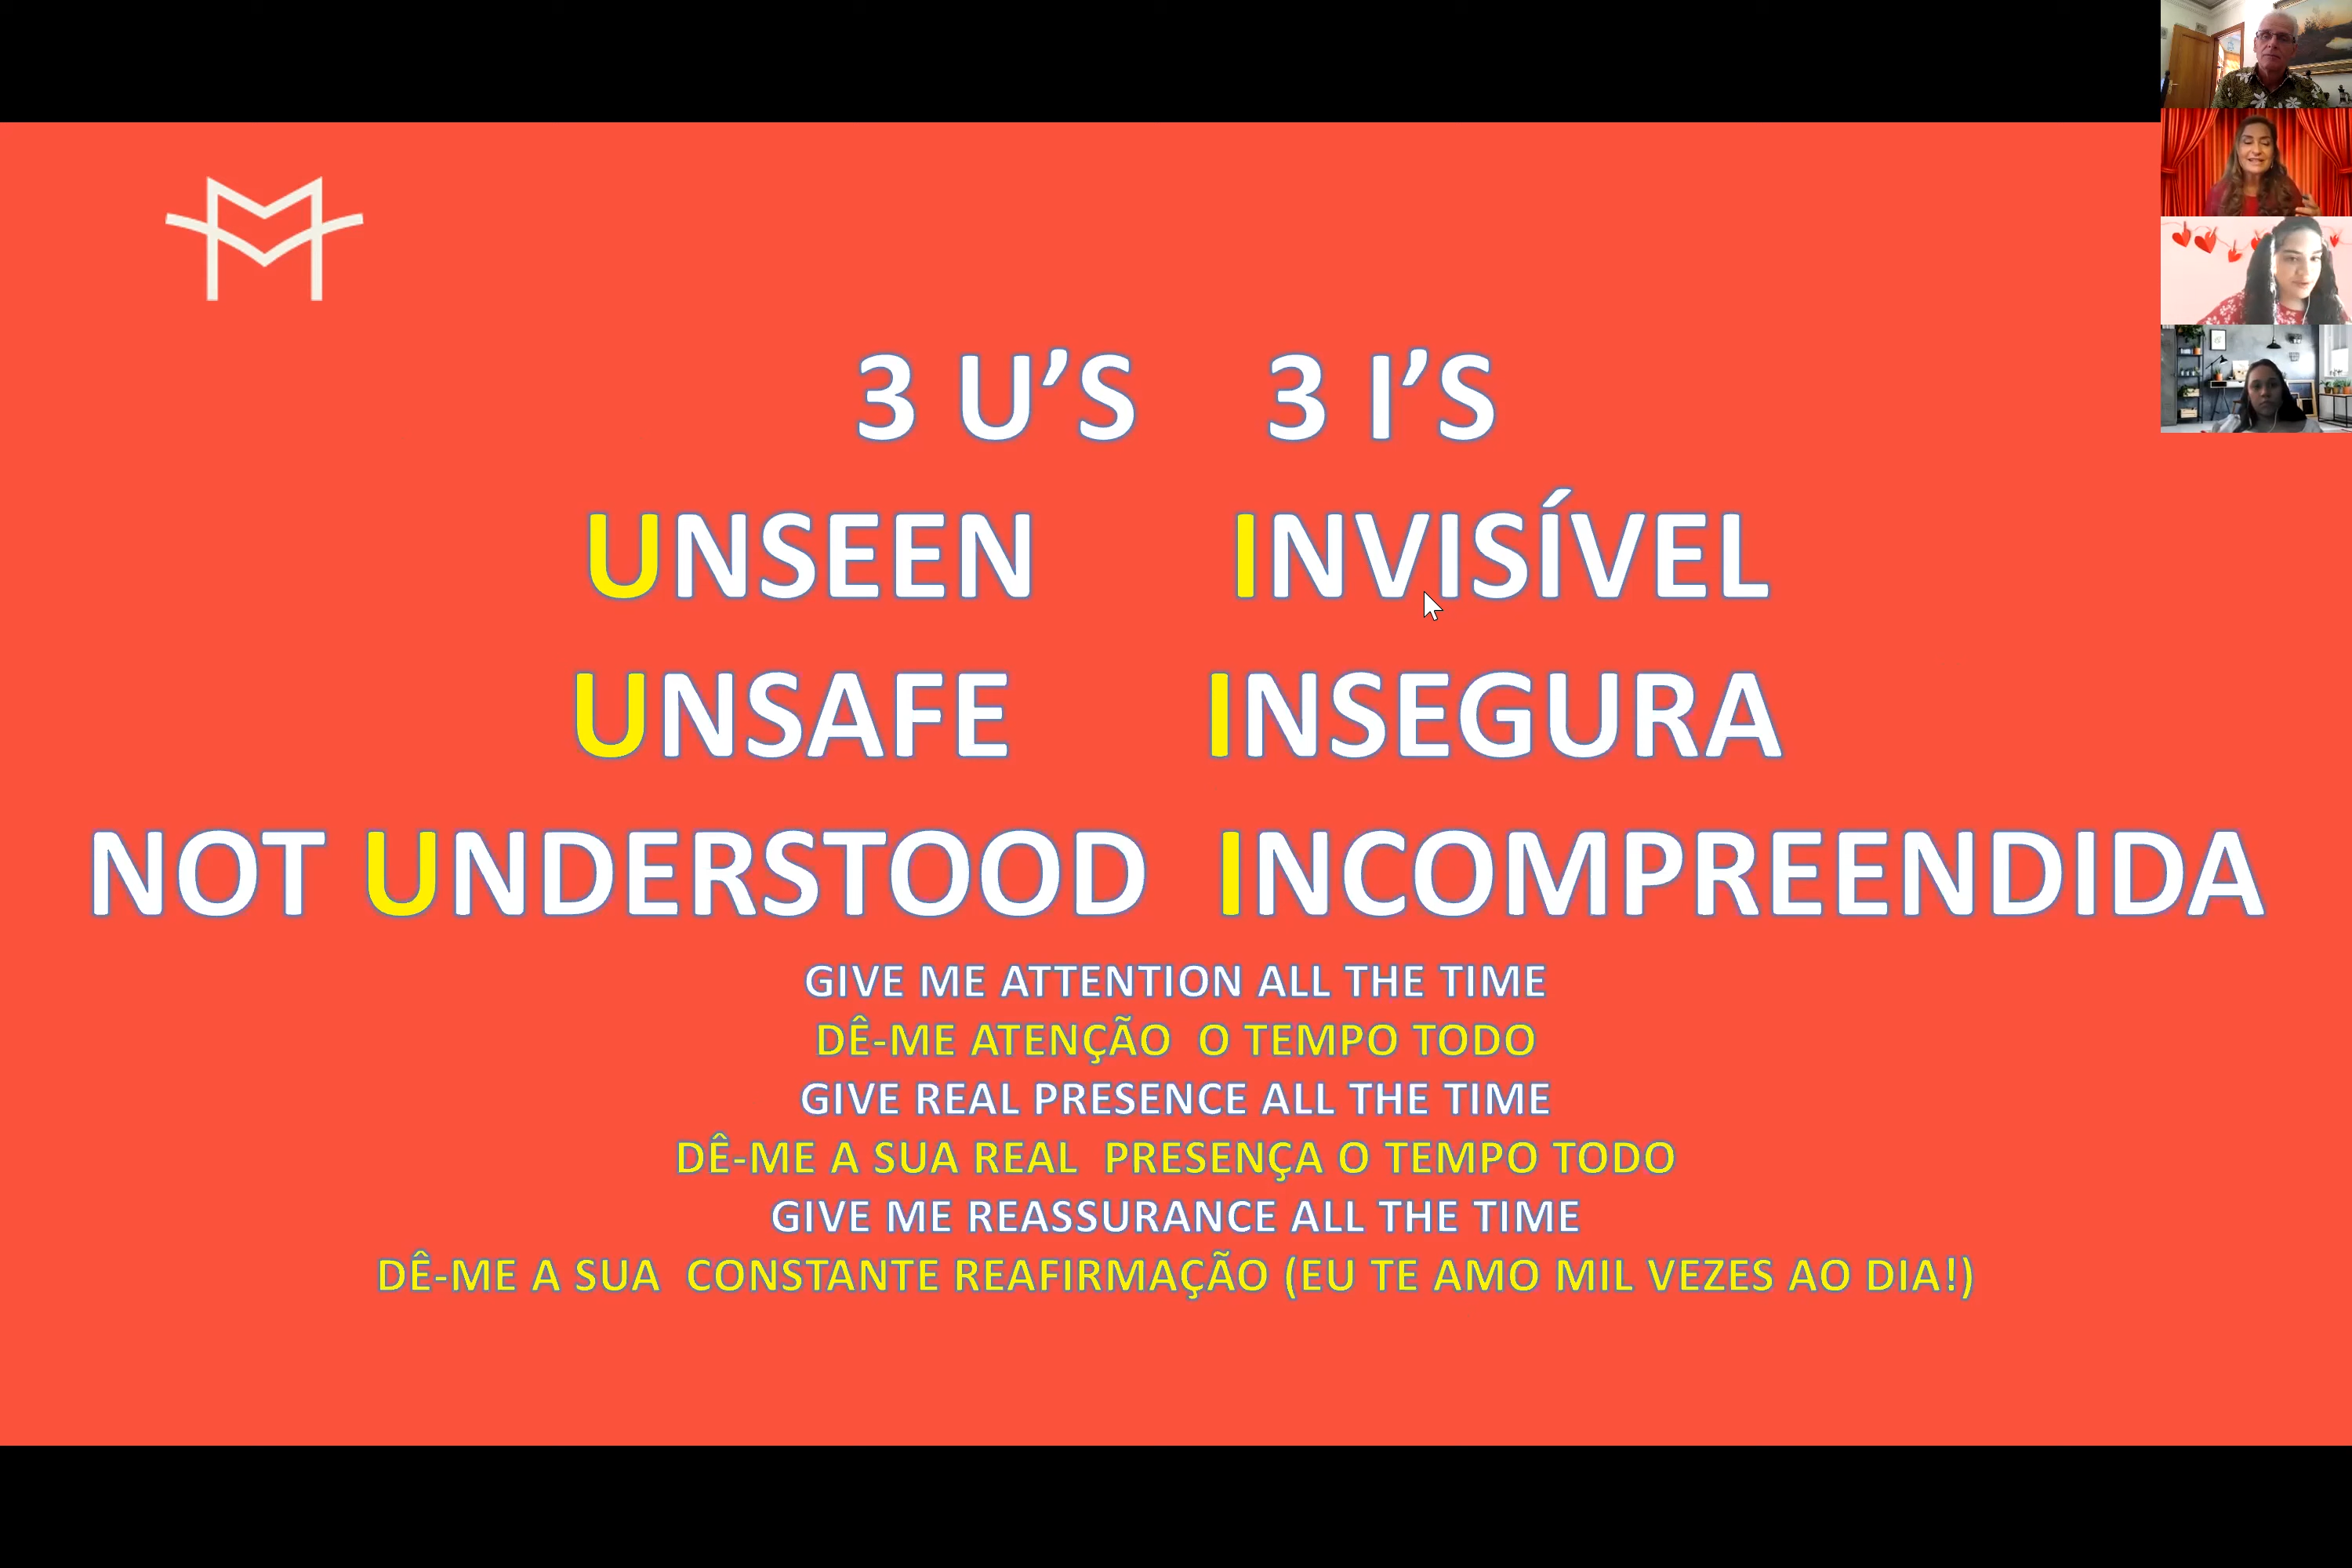 3 U’S 3 I’S
UNSEEN INVISÍVEL
UNSAFE INSEGURA
NOT UNDERSTOOD INCOMPREENDIDA
GIVE ME ATTENTION ALL THE TIME
DÊ-ME ATENÇÃO O TEMPO TODO
GIVE REAL PRESENCE ALL THE TIME
DÊ-ME A SUA REAL PRESENÇA O TEMPO TODO
GIVE ME REASSURANCE ALL THE TIME
DÊ-ME A SUA CONSTANTE REAFIRMAÇÃO (EU TE AMO MIL VEZES AO DIA!)